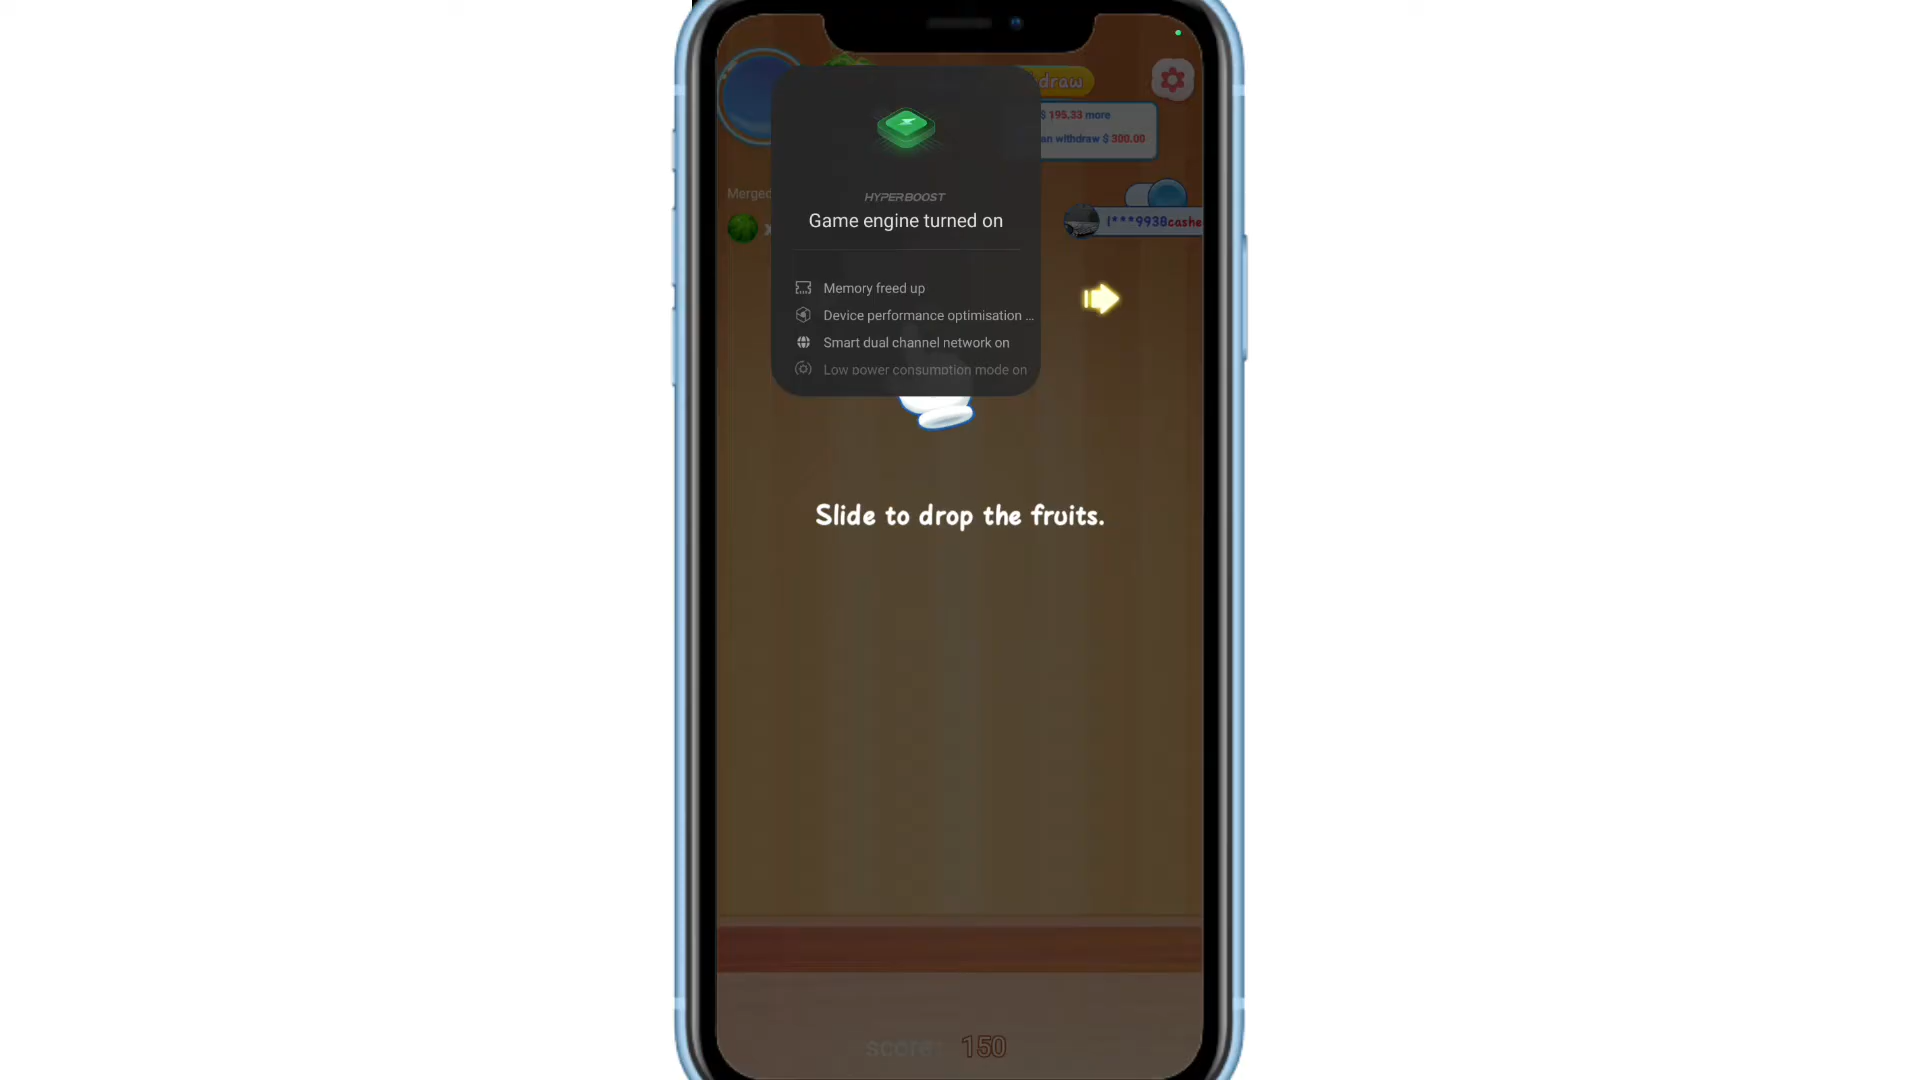 draw
$ 195.33 more
an withdraw $ 300.00
Merged
l***9938cashe
HYPERBOOST
Game engine turned on
Memory freed up
Device performance optimisation ...
Smart dual channel network on
Low power consumption mode on
Slide to drop the fruits.
score 150